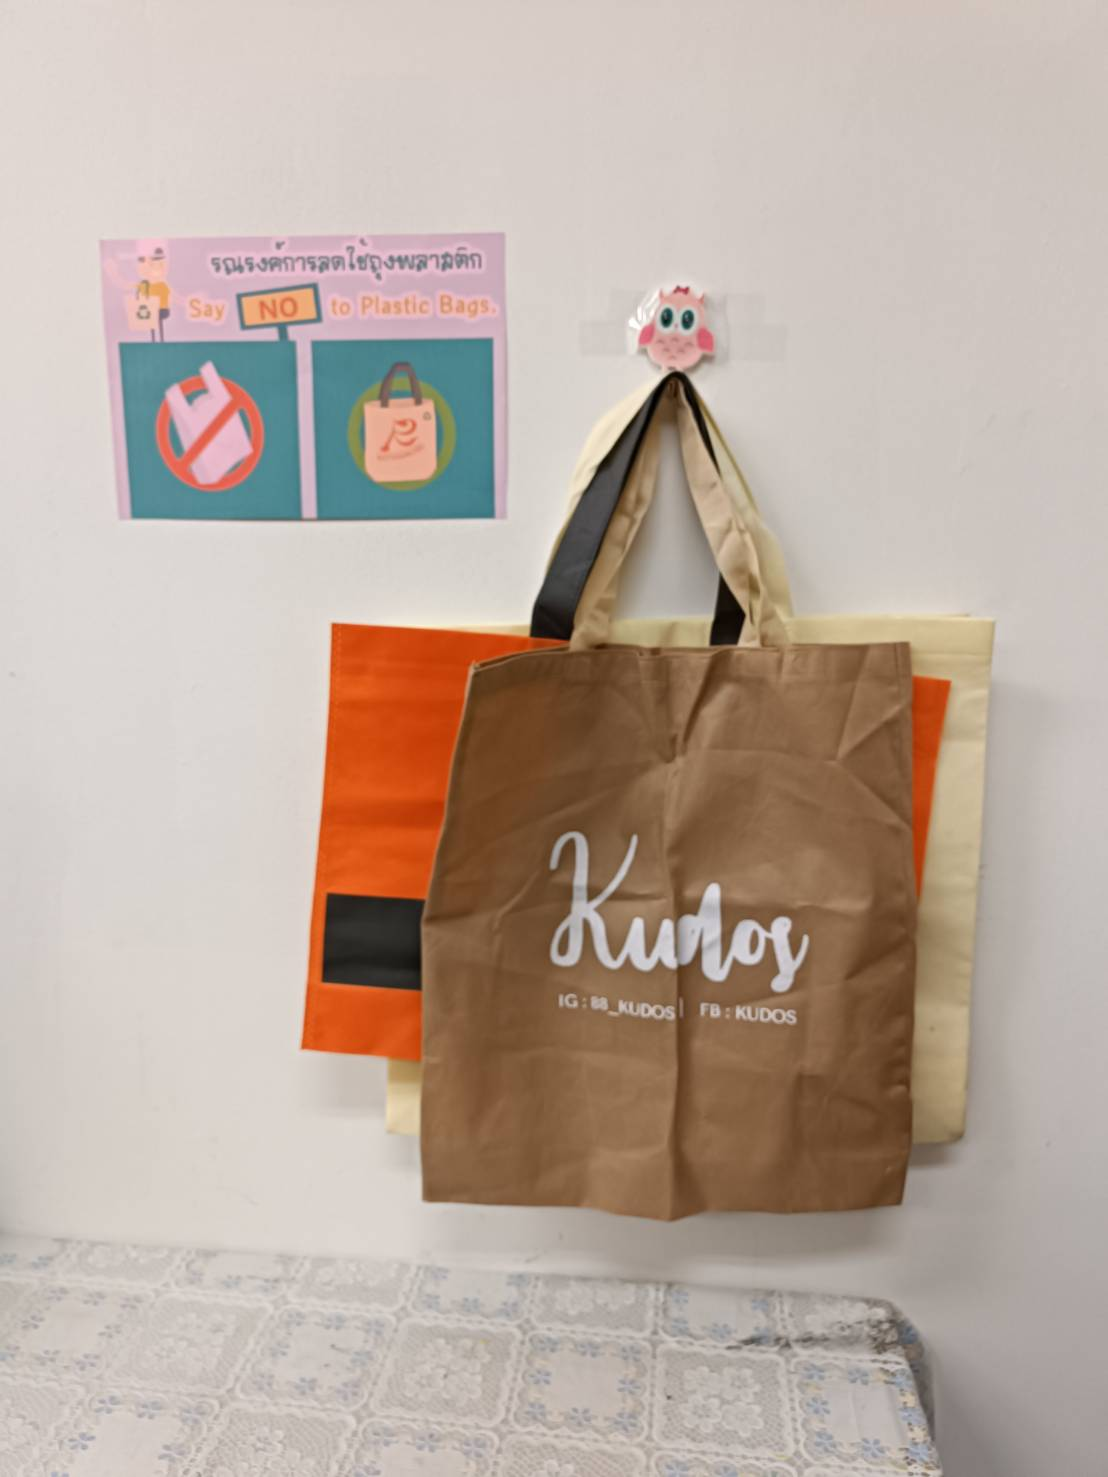 รณรงค์การลดใช้ถุงพลาสติก
Say NO to Plastic Bags.
Kudos
IG : 88_KUDOS | FB : KUDOS